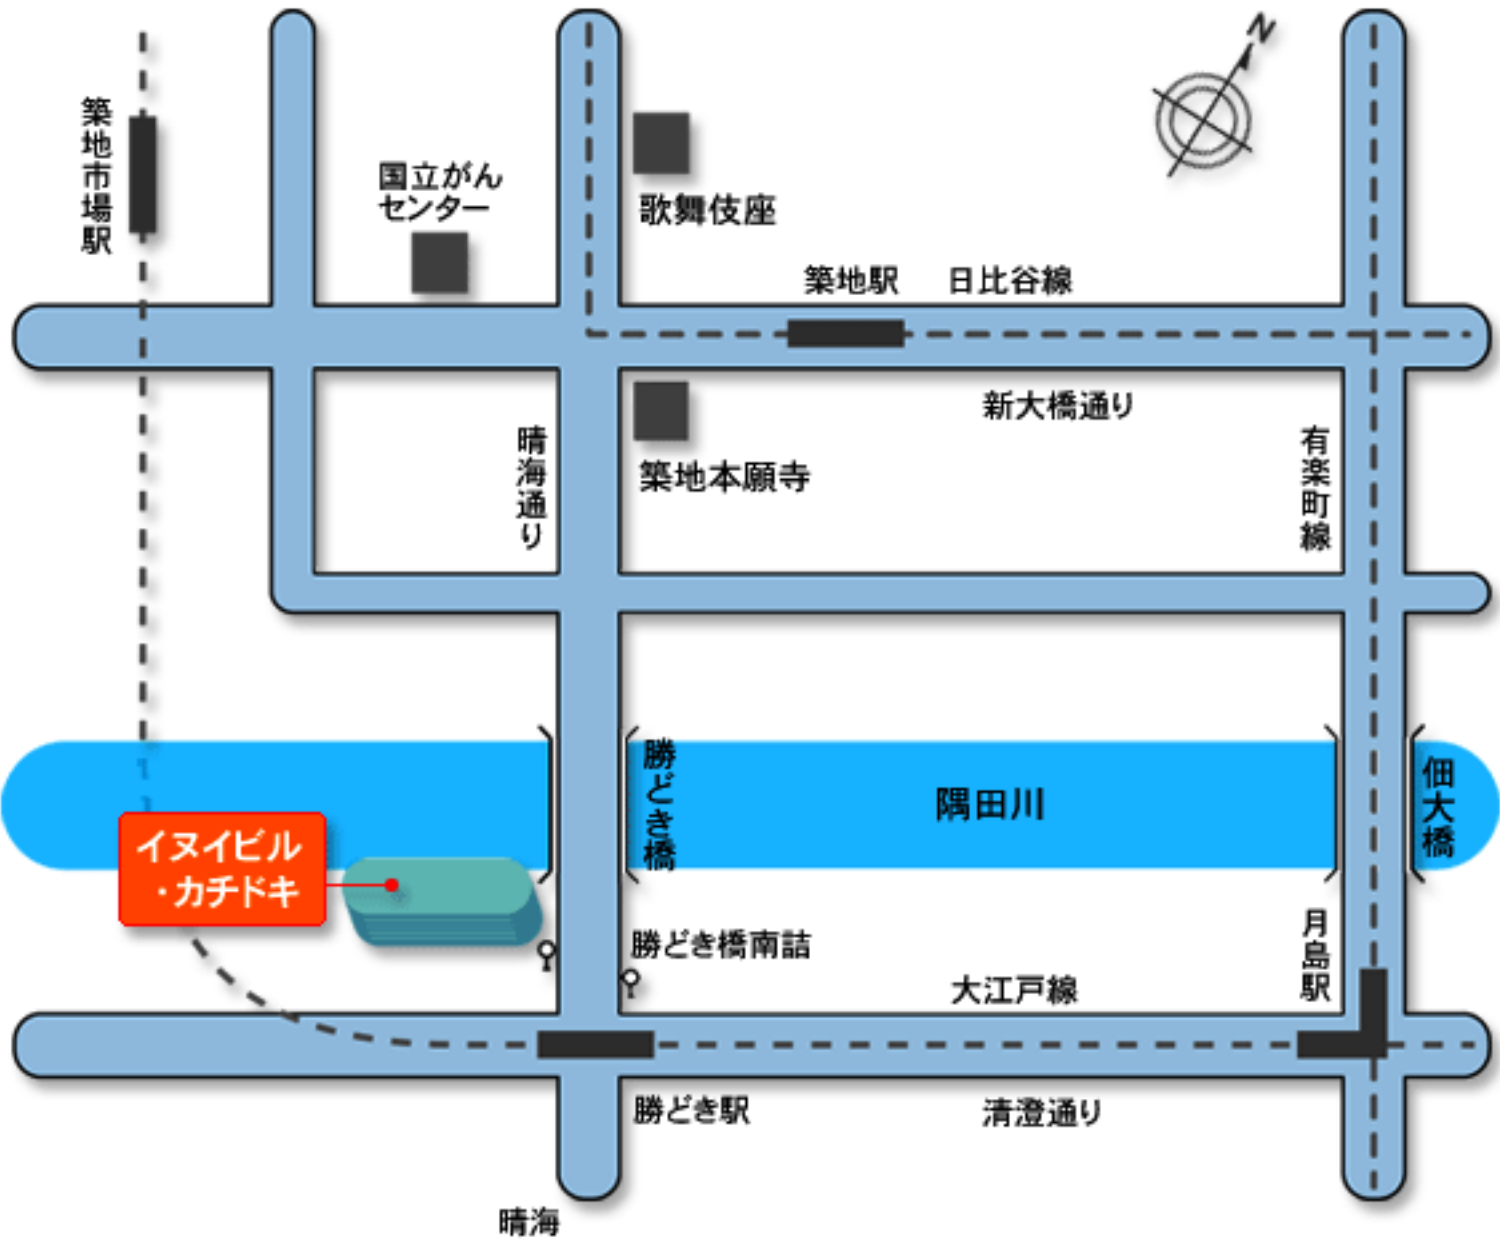 N
築地市場駅
国立がん
センター
歌舞伎座
築地駅
日比谷線
新大橋通り
晴海通り
築地本願寺
有楽町線
勝どき橋
隅田川
佃大橋
イヌイビル
・カチドキ
勝どき橋南詰
月島駅
大江戸線
勝どき駅
清澄通り
晴海